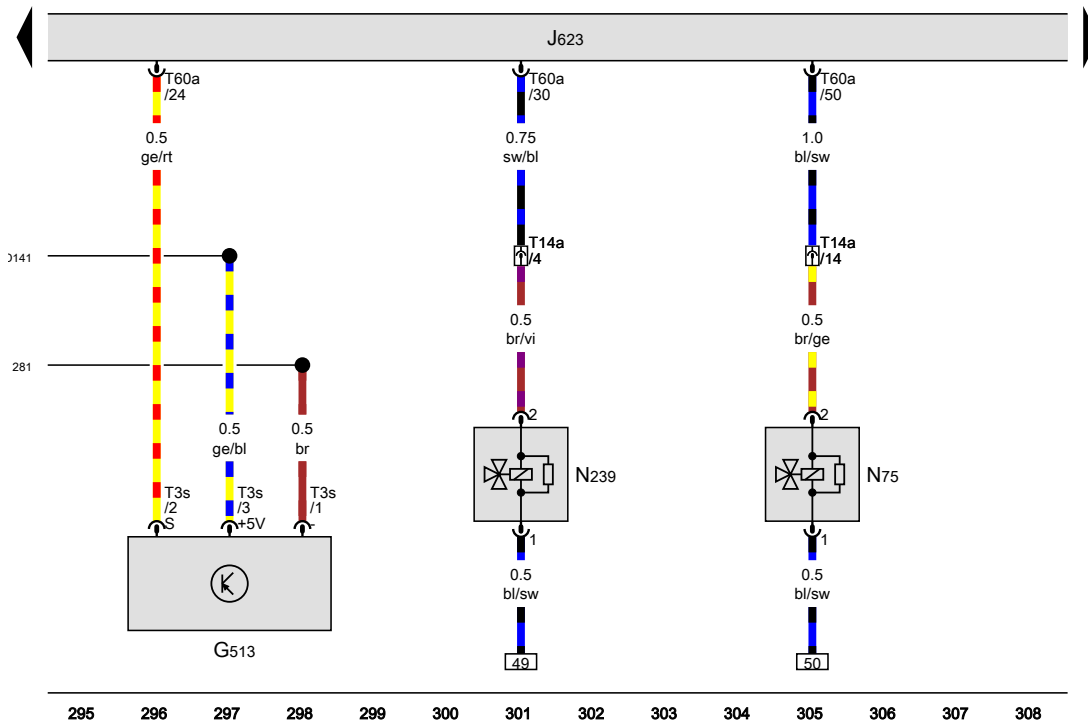 J623
T60a
/24
T60a
/30
T60a
/50
0.5
ge/rt
0.75
sw/bl
1.0
bl/sw
T14a
/4
T14a
/14
281
0.5
br/vi
0.5
br/ge
2
2
0.5
ge/bl
0.5
br
N239
N75
T3s
/2
S
T3s
/3
+5V
T3s
/1
-
1
1
0.5
bl/sw
0.5
bl/sw
G513
49
50
295 296 297 298 299 300 301 302 303 304 305 306 307 308